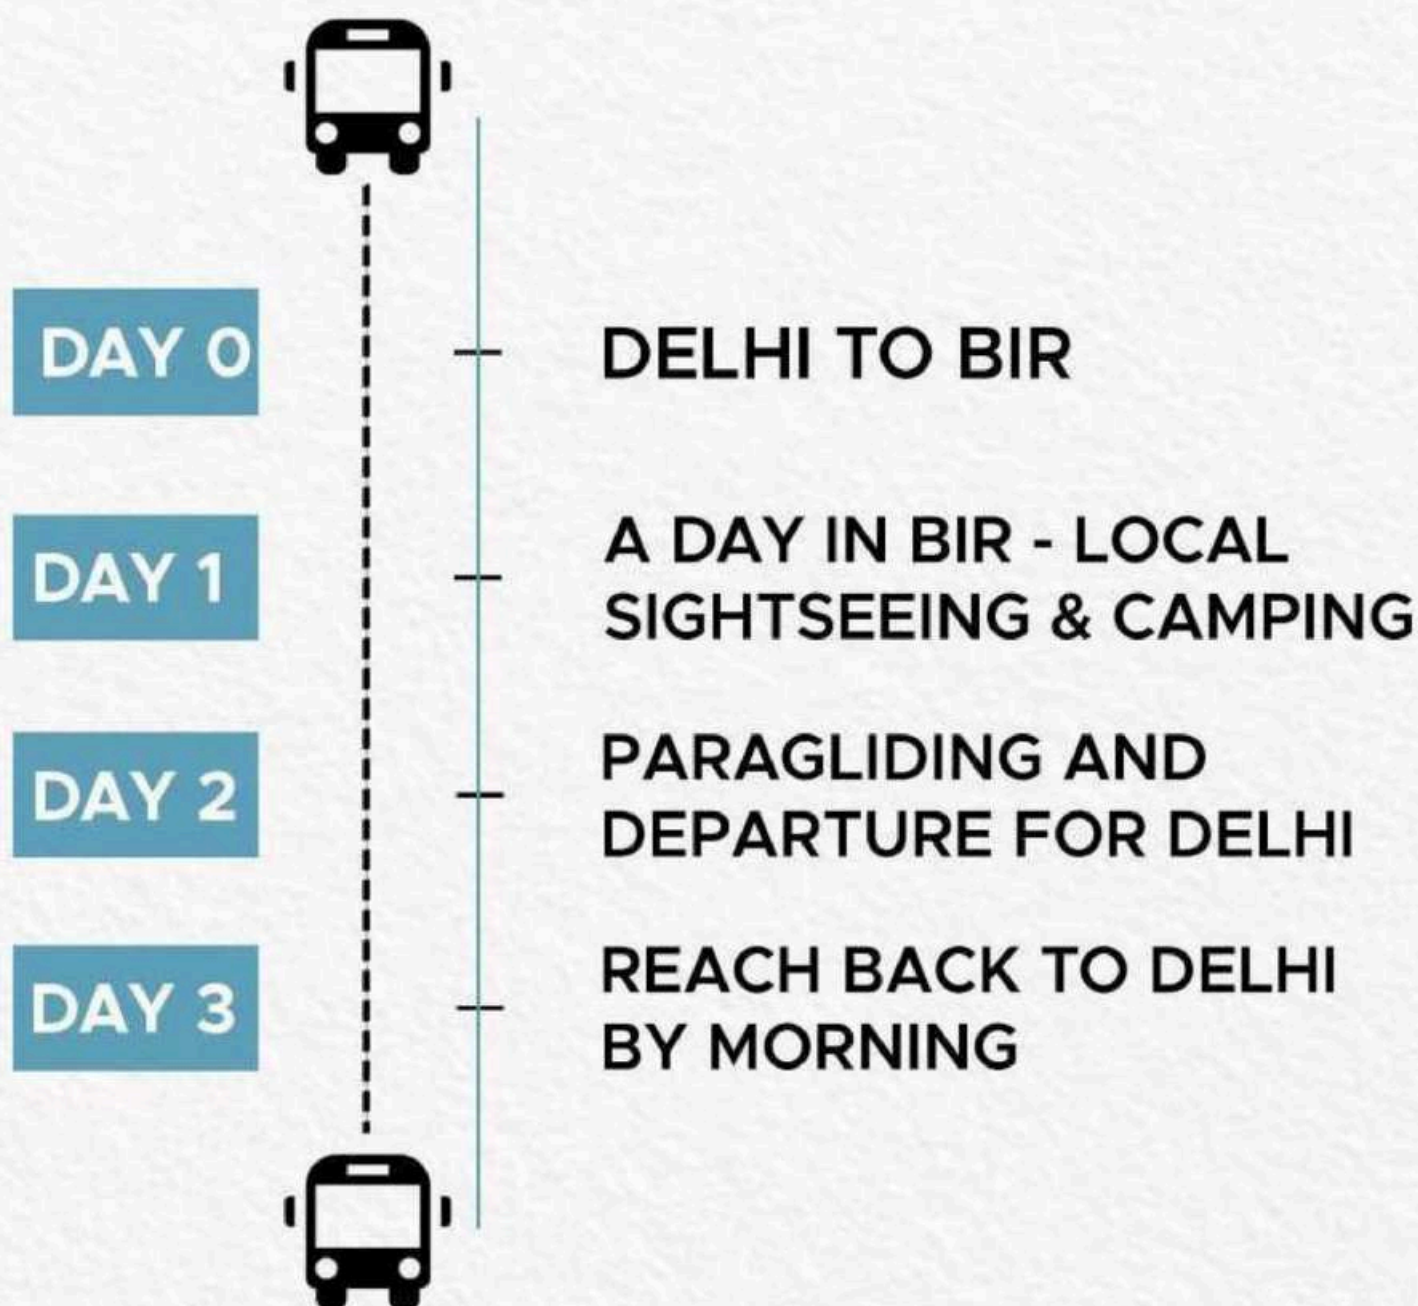 DAY 0
DELHI TO BIR
DAY 1
A DAY IN BIR - LOCAL
SIGHTSEEING & CAMPING
DAY 2
PARAGLIDING AND
DEPARTURE FOR DELHI
DAY 3
REACH BACK TO DELHI
BY MORNING